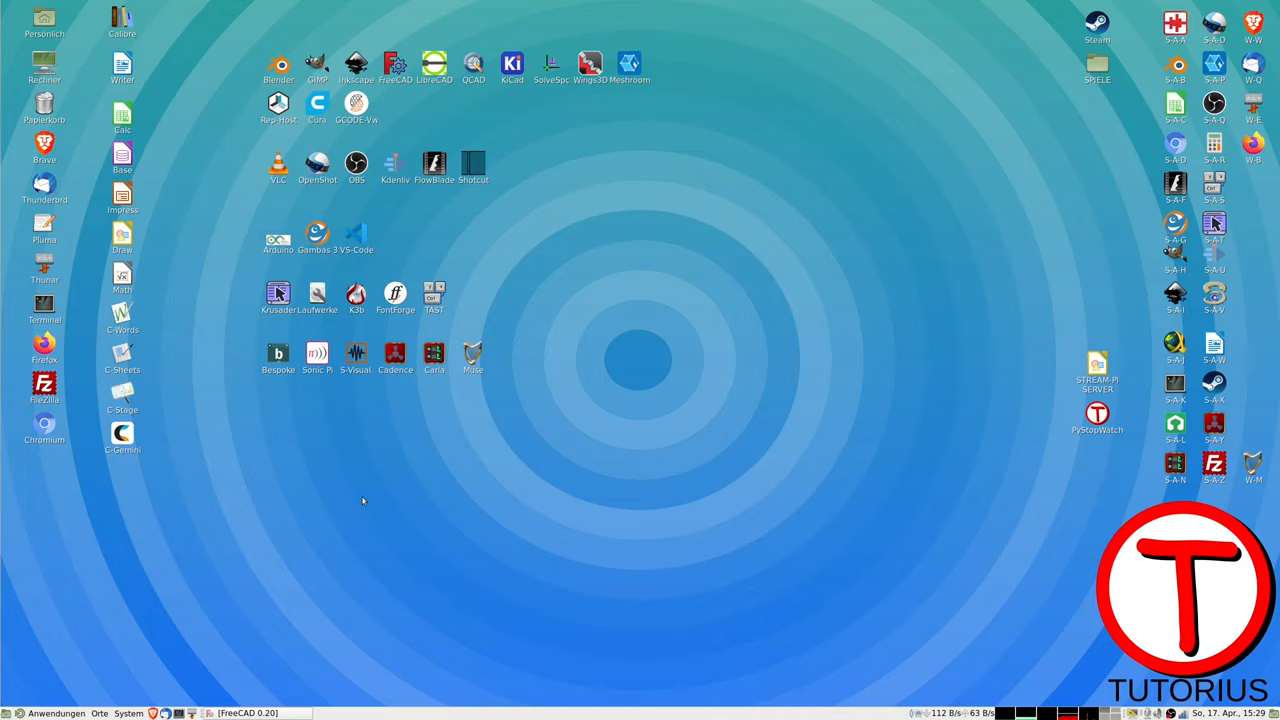 Persönlich
Calibre
Steam
S-A-A
S-A-O
W-W
Rechner
Writer
Blender
GIMP
Inkscape
FreeCAD
LibreCAD
QCAD
KiCad
SolveSpc
Wings3D
Meshroom
SPIELE
S-A-B
S-A-P
W-Q
Papierkorb
Calc
Rep-Host
Cura
GCODE-Vw
S-A-C
S-A-Q
W-E
Brave
Base
VLC
OpenShot
OBS
Kdenliv
FlowBlade
Shotcut
S-A-D
S-A-R
W-B
Thunderbrd
Impress
S-A-F
S-A-S
Pluma
Draw
Arduino
Gambas 3
VS-Code
S-A-G
S-A-T
Thunar
Math
S-A-H
S-A-U
Terminal
C-Words
Krusader
Laufwerke
K3b
FontForge
TAST
S-A-I
S-A-V
Firefox
C-Sheets
Bespoke
Sonic Pi
S-Visual.
Cadence
Carla
Muse
S-A-J
S-A-W
FileZilla
C-Stage
STREAM-PI
SERVER
S-A-K
S-A-X
Chromium
C-Gemini
PyStopWatch
S-A-L
S-A-Y
S-A-N
S-A-Z
W-M
T
TUTORIUS
Anwendungen Orte System [FreeCAD 0.20] 112 B/s 63 B/s So, 17. Apr., 15:29